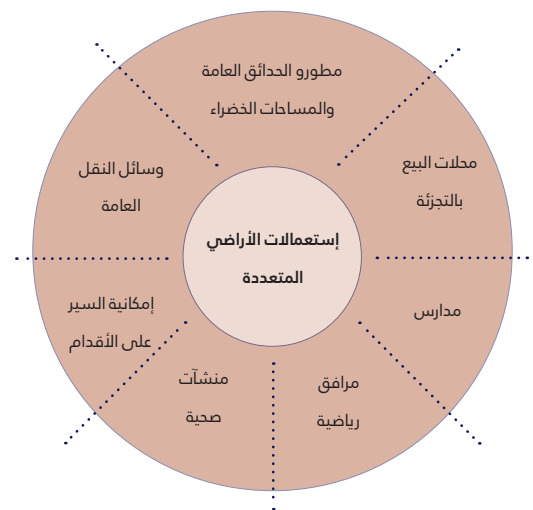 مطورو الحدائق العامة
والمساحات الخضراء
محلات البيع
بالتجزئة
مدارس
مرافق
رياضية
منشآت
صحية
إمكانية السير
على الأقدام
وسائل النقل
العامة
إستعمالات الأراضي
المتعددة